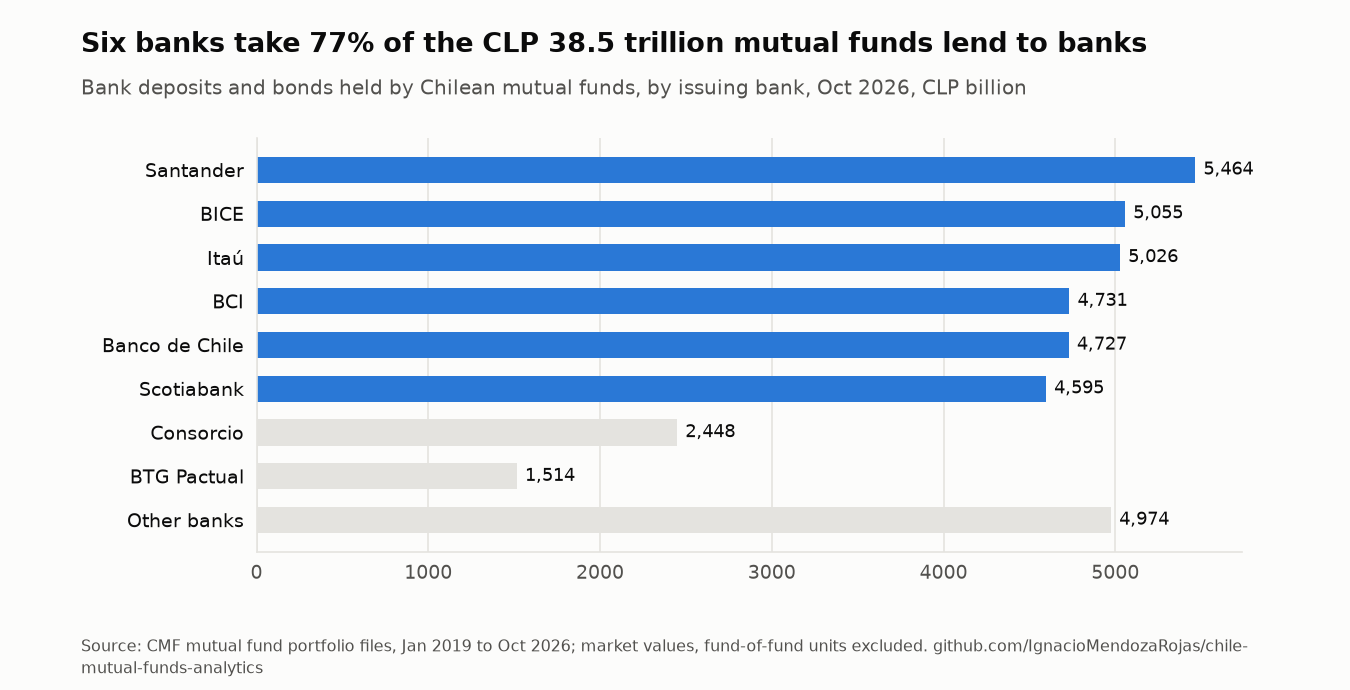 Six banks take 77% of the CLP 38.5 trillion mutual funds lend to banks
Bank deposits and bonds held by Chilean mutual funds, by issuing bank, Oct 2026, CLP billion
Santander 5,464
BICE 5,055
Itaú 5,026
BCI 4,731
Banco de Chile 4,727
Scotiabank 4,595
Consorcio 2,448
BTG Pactual 1,514
Other banks 4,974
0 1000 2000 3000 4000 5000
Source: CMF mutual fund portfolio files, Jan 2019 to Oct 2026; market values, fund-of-fund units excluded. github.com/IgnacioMendozaRojas/chile-
mutual-funds-analytics